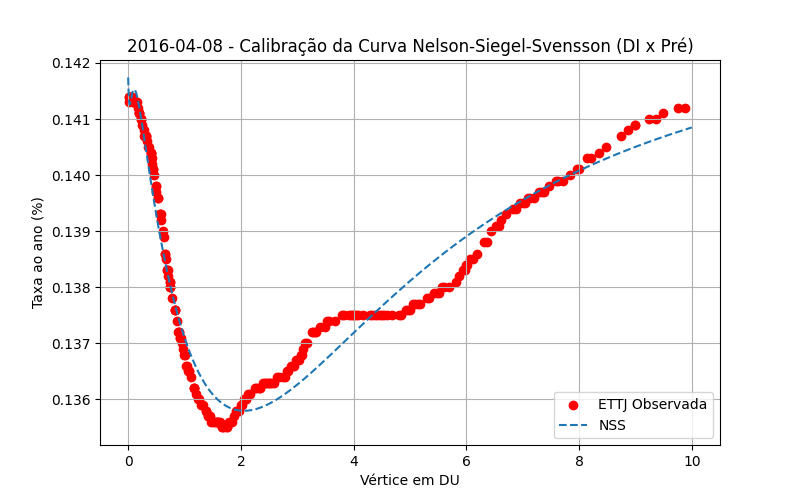 2016-04-08 - Calibração da Curva Nelson-Siegel-Svensson (DI x Pré)
0.142
0.141
0.140
0.139
0.138
0.137
0.136
Taxa ao ano (%)
ETTJ Observada
NSS
0 2 4 6 8 10
Vértice em DU